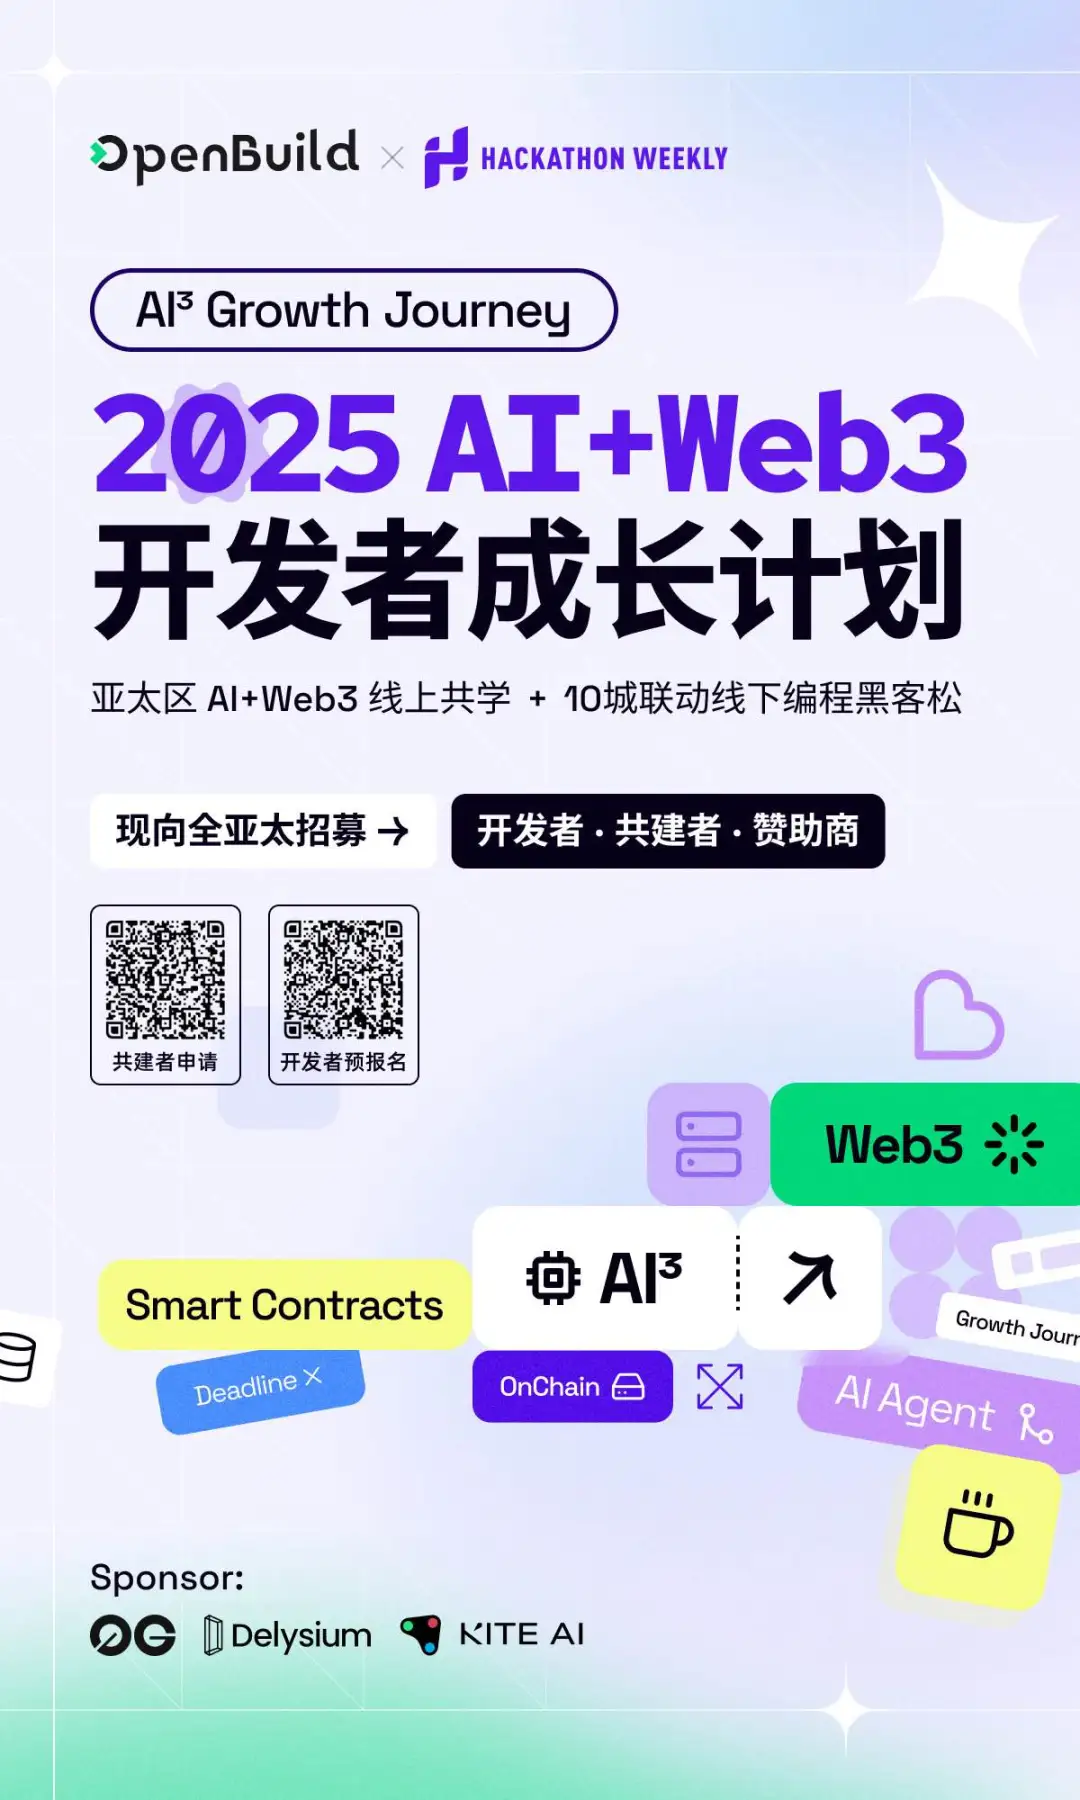 OpenBuild × HACKATHON WEEKLY
AI³ Growth Journey
2025 AI+Web3
开发者成长计划
亚太区 AI+Web3 线上共学 + 10城联动线下编程黑客松
现向全亚太招募 →
开发者 · 共建者 · 赞助商
共建者申请
开发者预报名
Web3
AI³
Smart Contracts
Growth Journ
Deadline ×
OnChain
AI Agent
Sponsor:
0G Delysium KITE AI